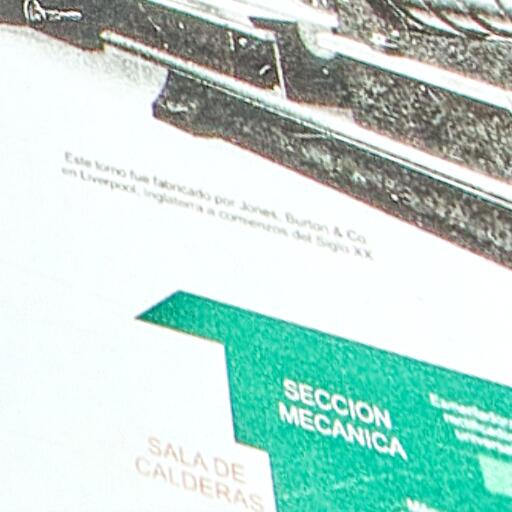 Este torno fue fabricado por Jones, Burton & Co.
en Liverpool, Inglaterra a comienzos del Siglo XX
SECCION
MECANICA
SALA DE
CALDERAS